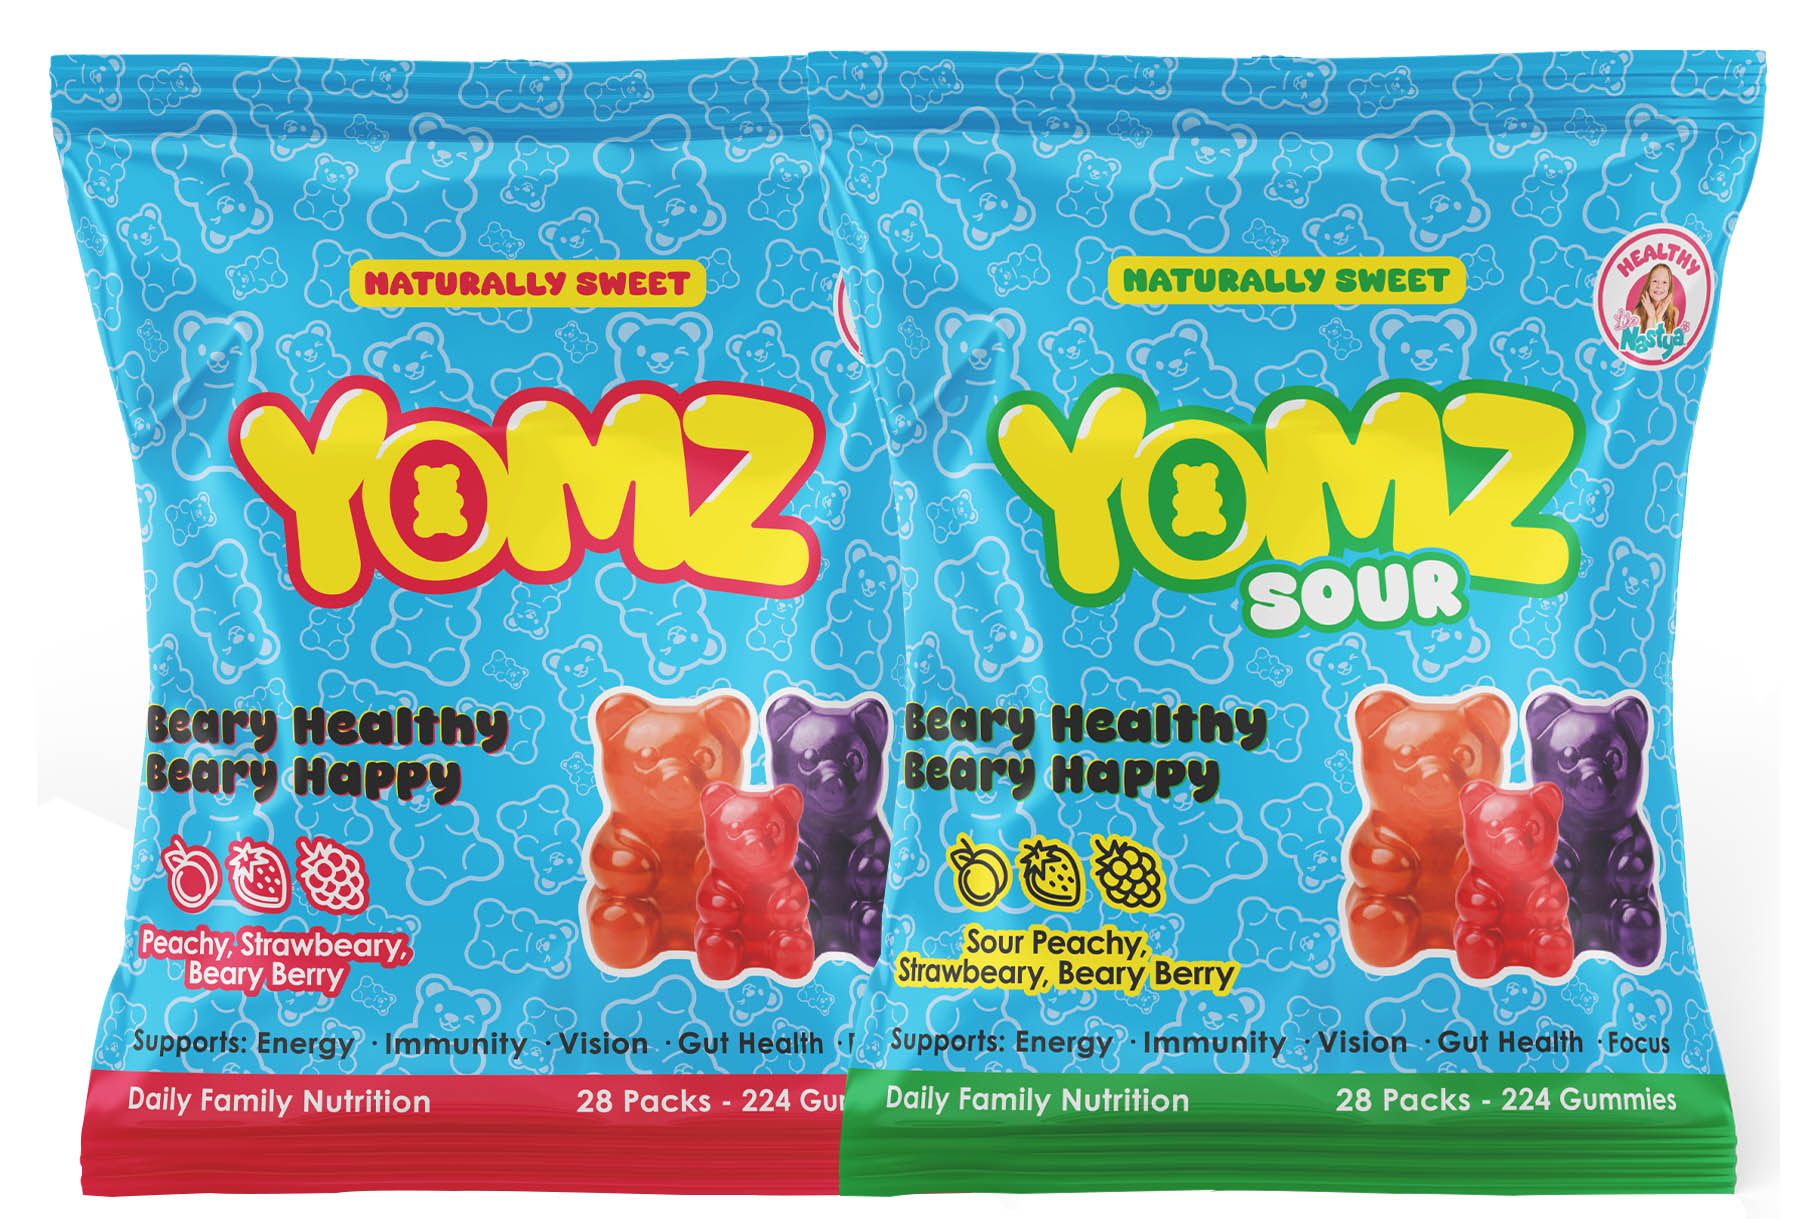 NATURALLY SWEET
YOMZ
Beary Healthy
Beary Happy
Peachy, Strawbeary,
Beary Berry
Supports: Energy · Immunity · Vision · Gut Health ·
Daily Family Nutrition
28 Packs - 224
NATURALLY SWEET
HEALTHY
Like
Nastya
YOMZ
SOUR
Beary Healthy
Beary Happy
Sour Peachy,
Strawbeary, Beary Berry
Supports: Energy · Immunity · Vision · Gut Health · Focus
Daily Family Nutrition
28 Packs - 224 Gummies